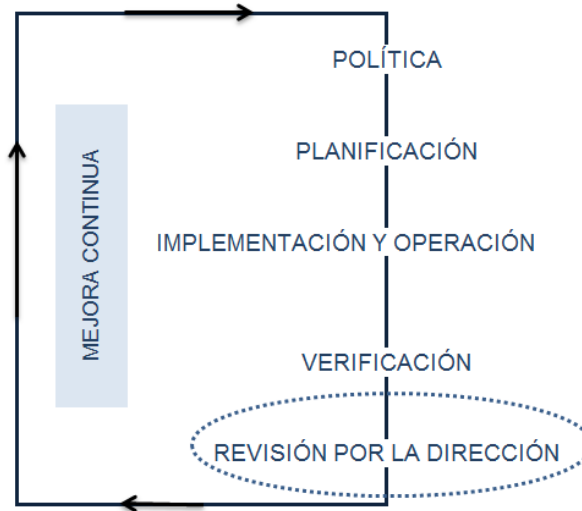 POLÍTICA
PLANIFICACIÓN
MEJORA CONTINUA
IMPLEMENTACIÓN Y OPERACIÓN
VERIFICACIÓN
REVISIÓN POR LA DIRECCIÓN